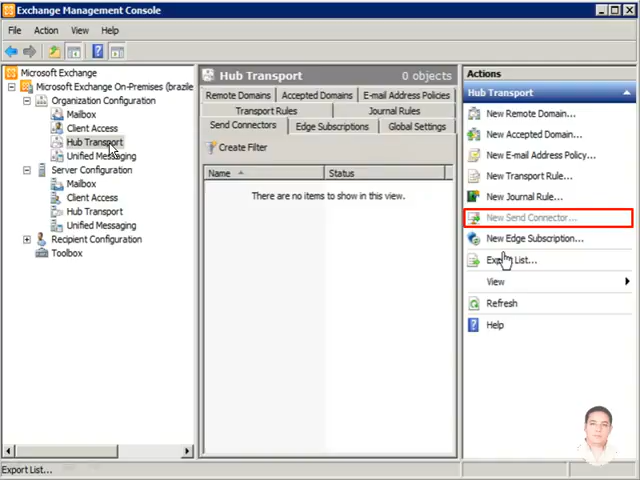 Exchange Management Console
File Action View Help
Microsoft Exchange
Microsoft Exchange On-Premises (brazile
Organization Configuration
Mailbox
Client Access
Hub Transport
Unified Messaging
Server Configuration
Mailbox
Client Access
Hub Transport
Unified Messaging
Recipient Configuration
Toolbox
Hub Transport 0 objects
Remote Domains Accepted Domains E-mail Address Policies
Transport Rules Journal Rules
Send Connectors Edge Subscriptions Global Settings
Create Filter
Name Status
There are no items to show in this view.
Actions
Hub Transport
New Remote Domain...
New Accepted Domain...
New E-mail Address Policy...
New Transport Rule...
New Journal Rule...
New Send Connector...
New Edge Subscription...
Export List...
View
Refresh
Help
Export List...